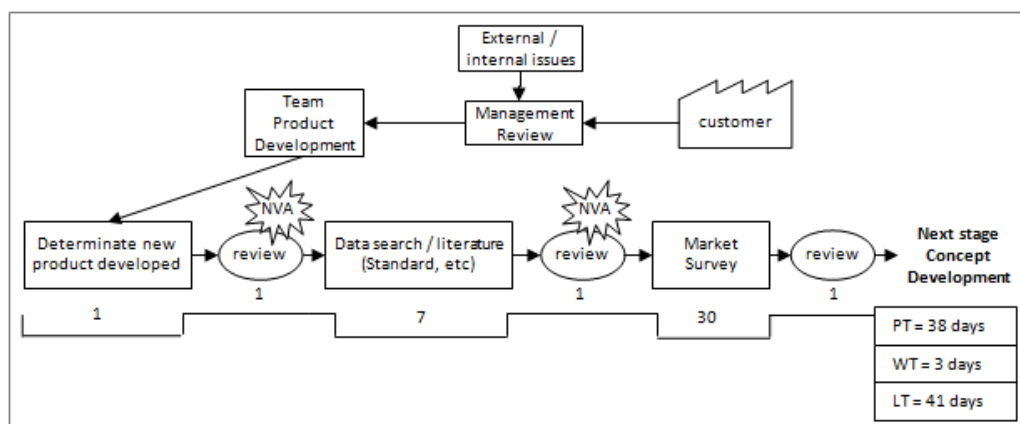 External /
internal issues
Team
Product
Development
Management
Review
customer
NVA
NVA
Determinate new
product developed
review
Data search / literature
(Standard, etc)
review
Market
Survey
review
Next stage
Concept
Development
1
1
7
1
30
1
PT = 38 days
WT = 3 days
LT = 41 days